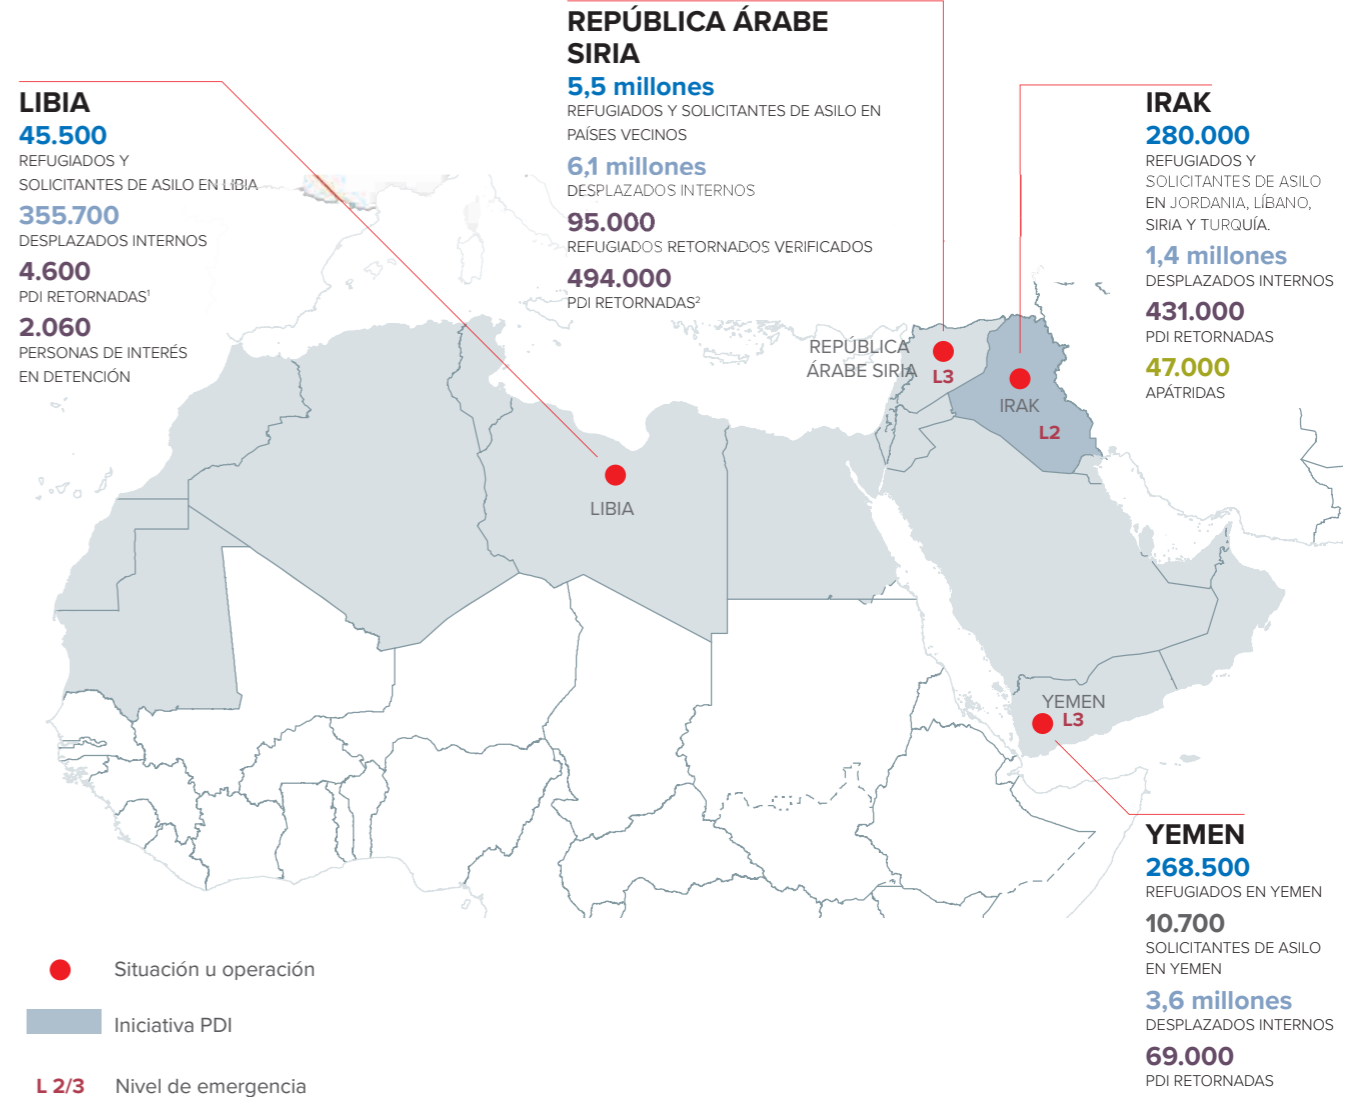 REPÚBLICA ÁRABE
SIRIA
5,5 millones
REFUGIADOS Y SOLICITANTES DE ASILO EN
PAÍSES VECINOS
6,1 millones
DESPLAZADOS INTERNOS
95.000
REFUGIADOS RETORNADOS VERIFICADOS
494.000
PDI RETORNADAS²
LIBIA
45.500
REFUGIADOS Y
SOLICITANTES DE ASILO EN LIBIA
355.700
DESPLAZADOS INTERNOS
4.600
PDI RETORNADAS¹
2.060
PERSONAS DE INTERÉS
EN DETENCIÓN
IRAK
280.000
REFUGIADOS Y
SOLICITANTES DE ASILO
EN JORDANIA, LÍBANO,
SIRIA Y TURQUÍA.
1,4 millones
DESPLAZADOS INTERNOS
431.000
PDI RETORNADAS
47.000
APÁTRIDAS
REPÚBLICA
ÁRABE SIRIA
L3
IRAK
L2
LIBIA
YEMEN
L3
YEMEN
268.500
REFUGIADOS EN YEMEN
10.700
SOLICITANTES DE ASILO
EN YEMEN
3,6 millones
DESPLAZADOS INTERNOS
69.000
PDI RETORNADAS
Situación u operación
Iniciativa PDI
L 2/3 Nivel de emergencia